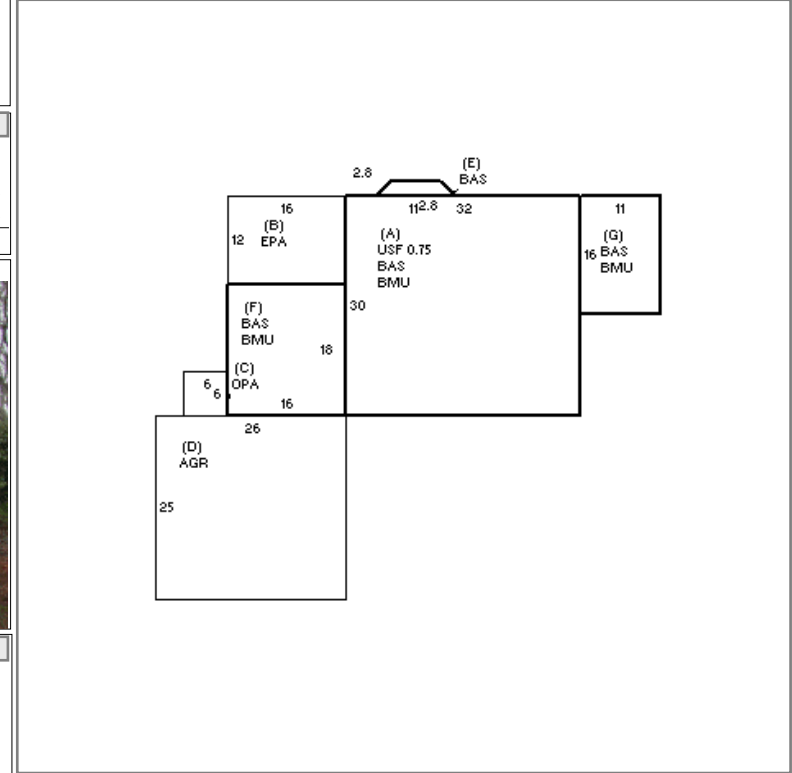 2.8
(E)
BAS
16
(B)
EPA
12
11
2.8
32
(A)
USF 0.75
BAS
BMU
30
11
(G)
16
BAS
BMU
(F)
BAS
BMU
18
(C)
OPA
6
6
16
26
(D)
AGR
25